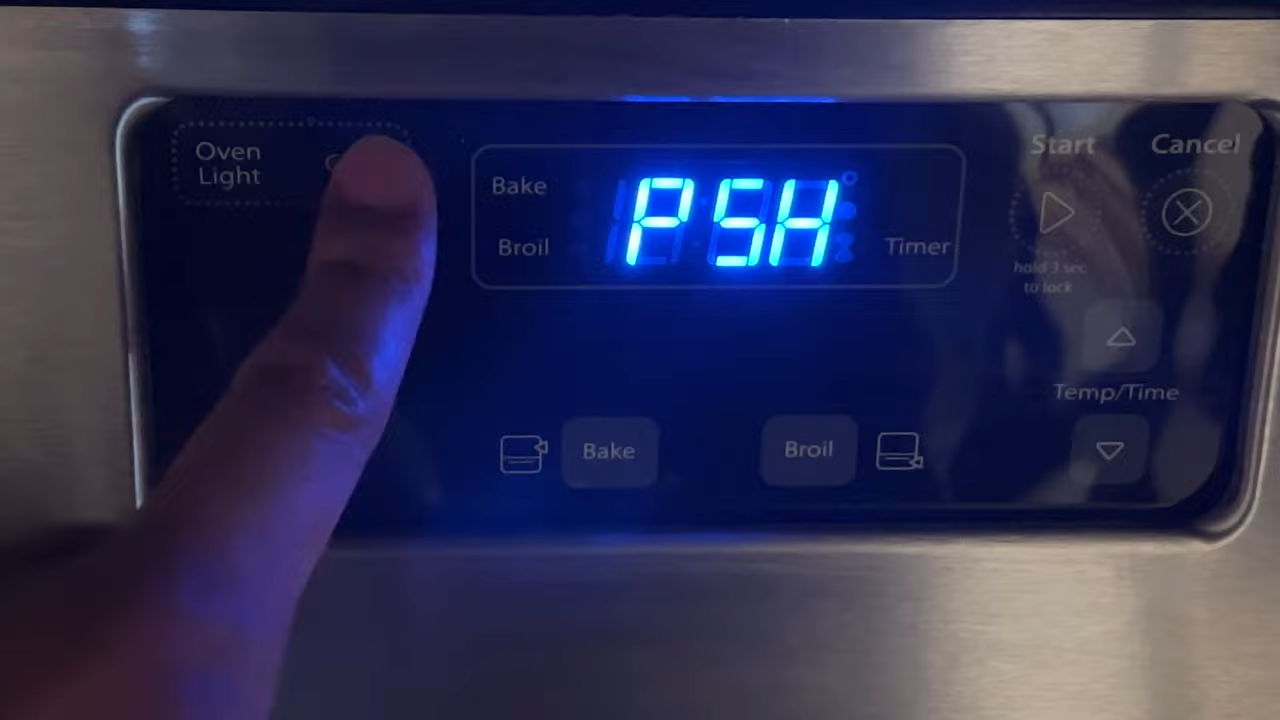 Oven
Light
Bake
Broil
PSH
Timer
Start
Cancel
hold 3 sec
to lock
Temp/Time
Bake
Broil